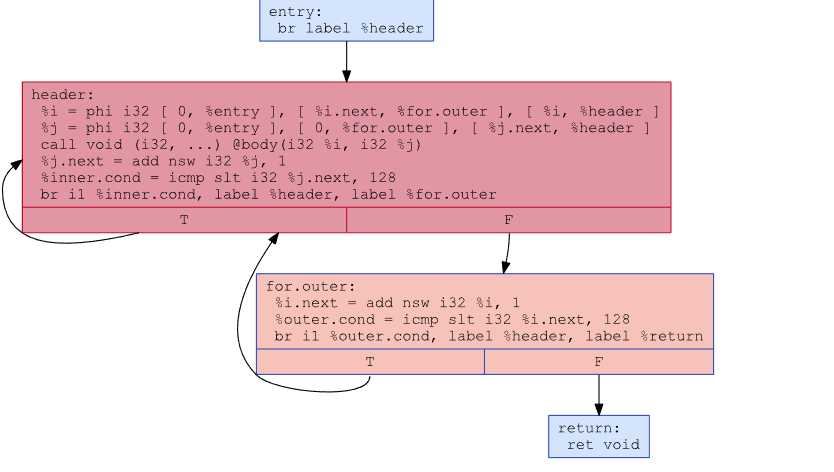 entry:
br label %header
header:
%i = phi i32 [ 0, %entry ], [ %i.next, %for.outer ], [ %i, %header ]
%j = phi i32 [ 0, %entry ], [ 0, %for.outer ], [ %j.next, %header ]
call void (i32, ...) @body(i32 %i, i32 %j)
%j.next = add nsw i32 %j, 1
%inner.cond = icmp slt i32 %j.next, 128
br i1 %inner.cond, label %header, label %for.outer
T F
for.outer:
%i.next = add nsw i32 %i, 1
%outer.cond = icmp slt i32 %i.next, 128
br i1 %outer.cond, label %header, label %return
T F
return:
ret void